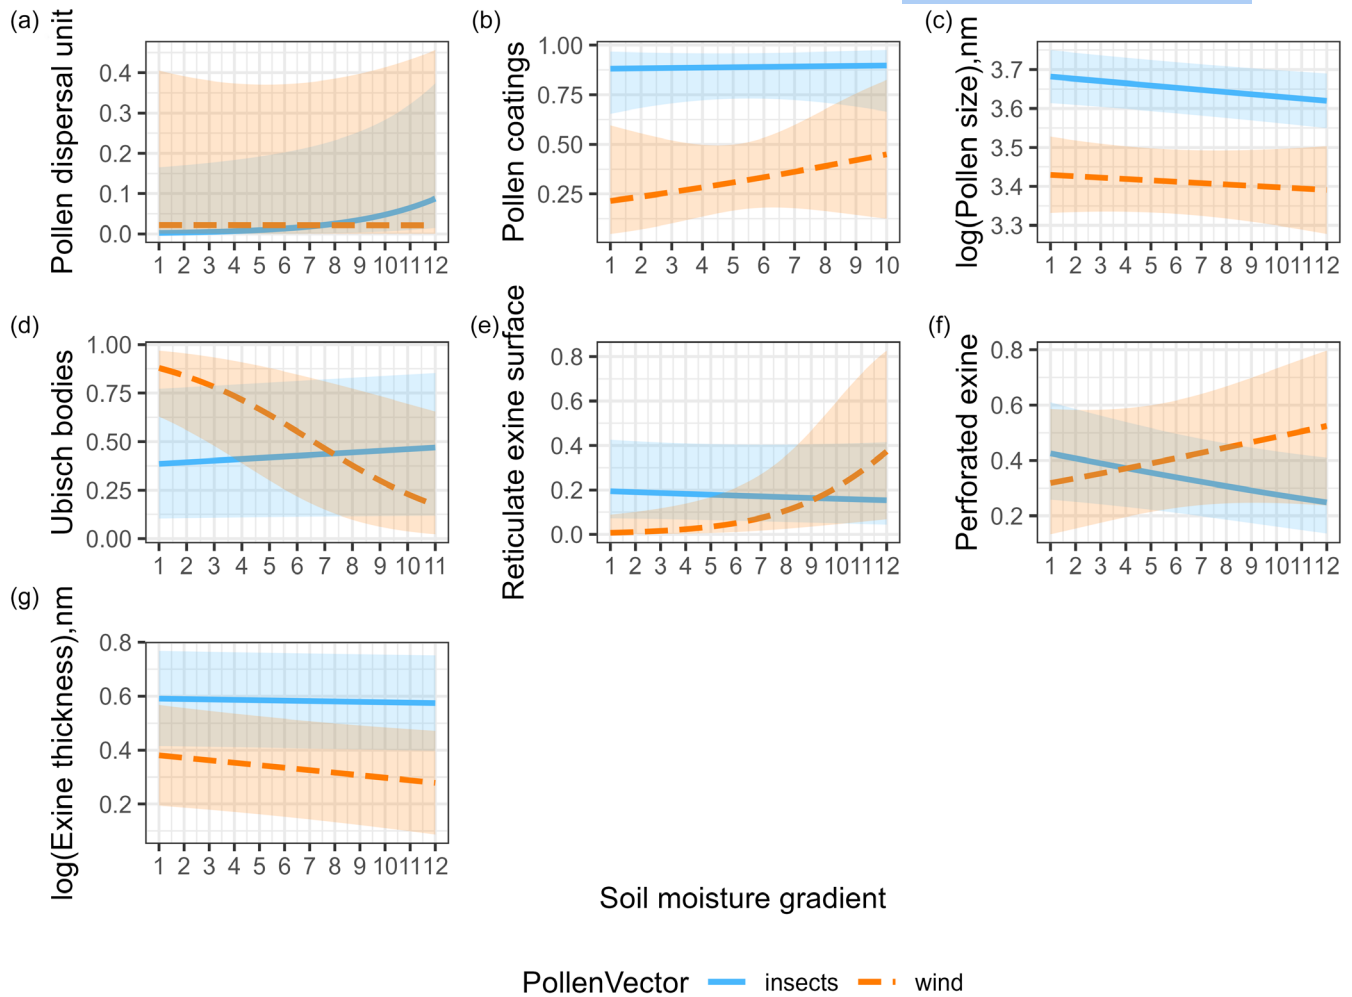 (a)
Pollen dispersal unit
0.4
0.3
0.2
0.1
0.0
1 2 3 4 5 6 7 8 9 10 11 12
(b)
Pollen coatings
1.00
0.75
0.50
0.25
1 2 3 4 5 6 7 8 9 10
(c)
log(Pollen size),nm
3.7
3.6
3.5
3.4
3.3
1 2 3 4 5 6 7 8 9 10 11 12
(d)
Ubisch bodies
1.00
0.75
0.50
0.25
0.00
1 2 3 4 5 6 7 8 9 10 11
(e)
Reticulate exine surface
0.8
0.6
0.4
0.2
0.0
1 2 3 4 5 6 7 8 9 10 11 12
(f)
Perforated exine
0.8
0.6
0.4
0.2
1 2 3 4 5 6 7 8 9 10 11 12
(g)
log(Exine thickness),nm
0.8
0.6
0.4
0.2
1 2 3 4 5 6 7 8 9 10 11 12
Soil moisture gradient
PollenVector insects wind